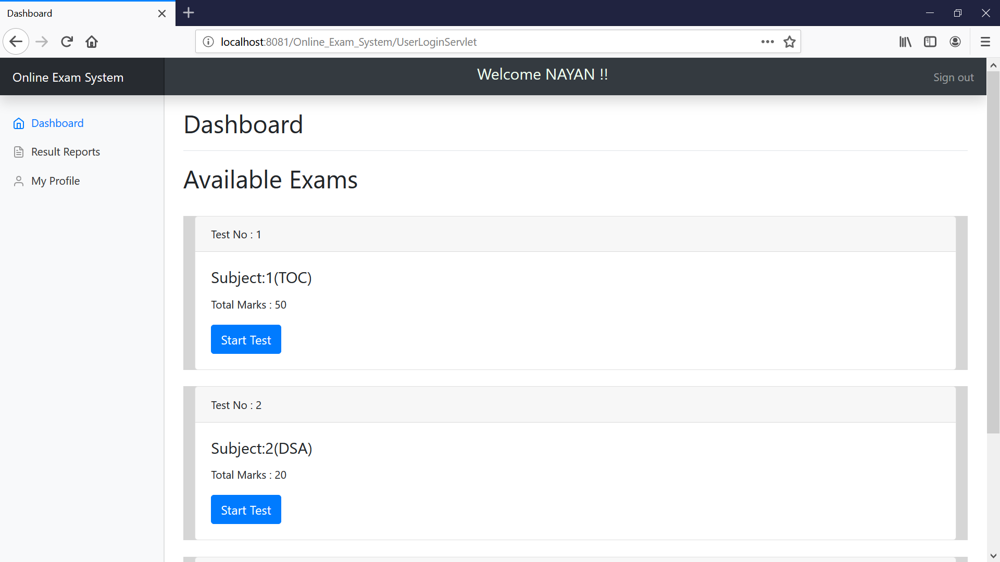 Dashboard
localhost:8081/Online_Exam_System/UserLoginServlet
Online Exam System
Welcome NAYAN !!
Sign out
Dashboard
Result Reports
My Profile
Dashboard
Available Exams
Test No : 1
Subject:1(TOC)
Total Marks : 50
Start Test
Test No : 2
Subject:2(DSA)
Total Marks : 20
Start Test